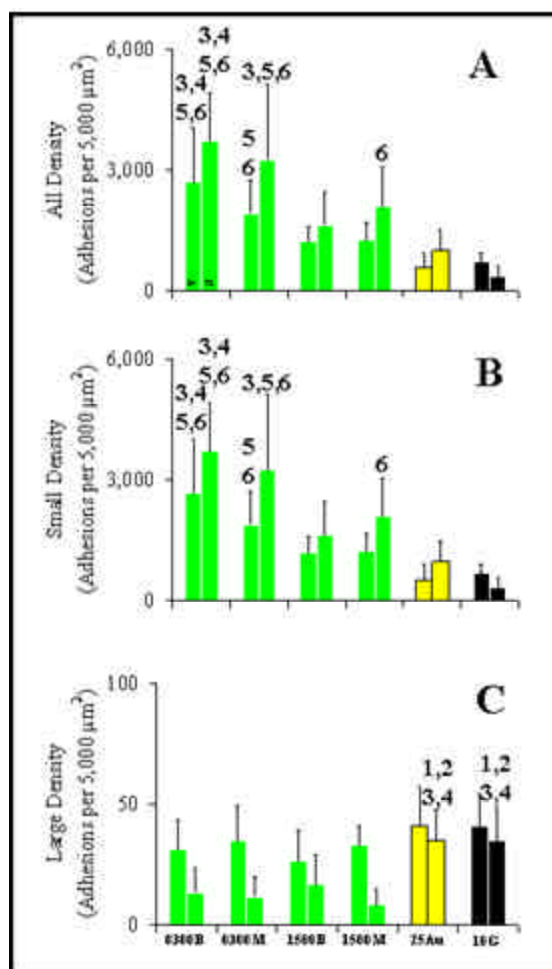 A
All Density
(Adhesions per 5,000 µm²)
6,000
3,000
0
3,4
5,6
3,4
5,6
5
6
3,5,6
6
B
Small Density
(Adhesions per 5,000 µm²)
6,000
3,000
0
3,4
5,6
3,4
5,6
5
6
3,5,6
6
C
Large Density
(Adhesions per 5,000 µm²)
100
50
0
1,2
3,4
1,2
3,4
0300B 0300M 1500B 1500M 75Au 10G